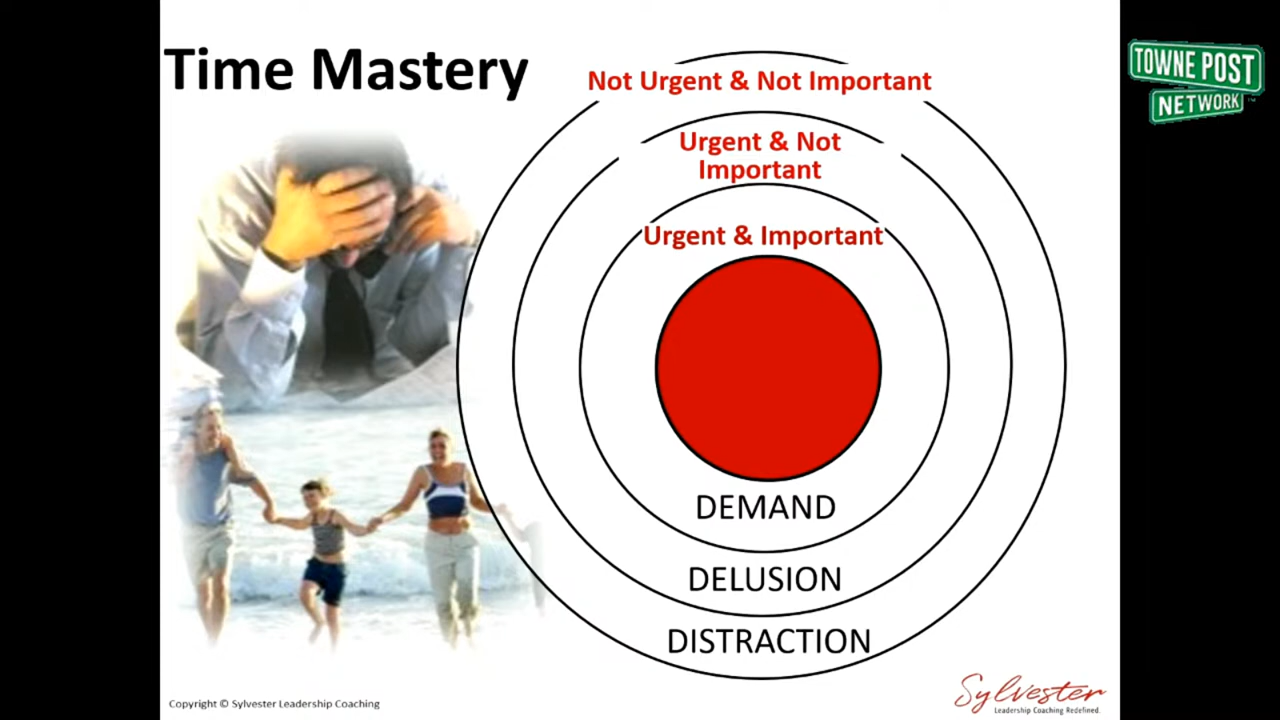 Time Mastery
TOWNE POST
NETWORK
Not Urgent & Not Important
Urgent & Not
Important
Urgent & Important
DEMAND
DELUSION
DISTRACTION
Copyright © Sylvester Leadership Coaching
Sylvester
Leadership Coaching Redefined.